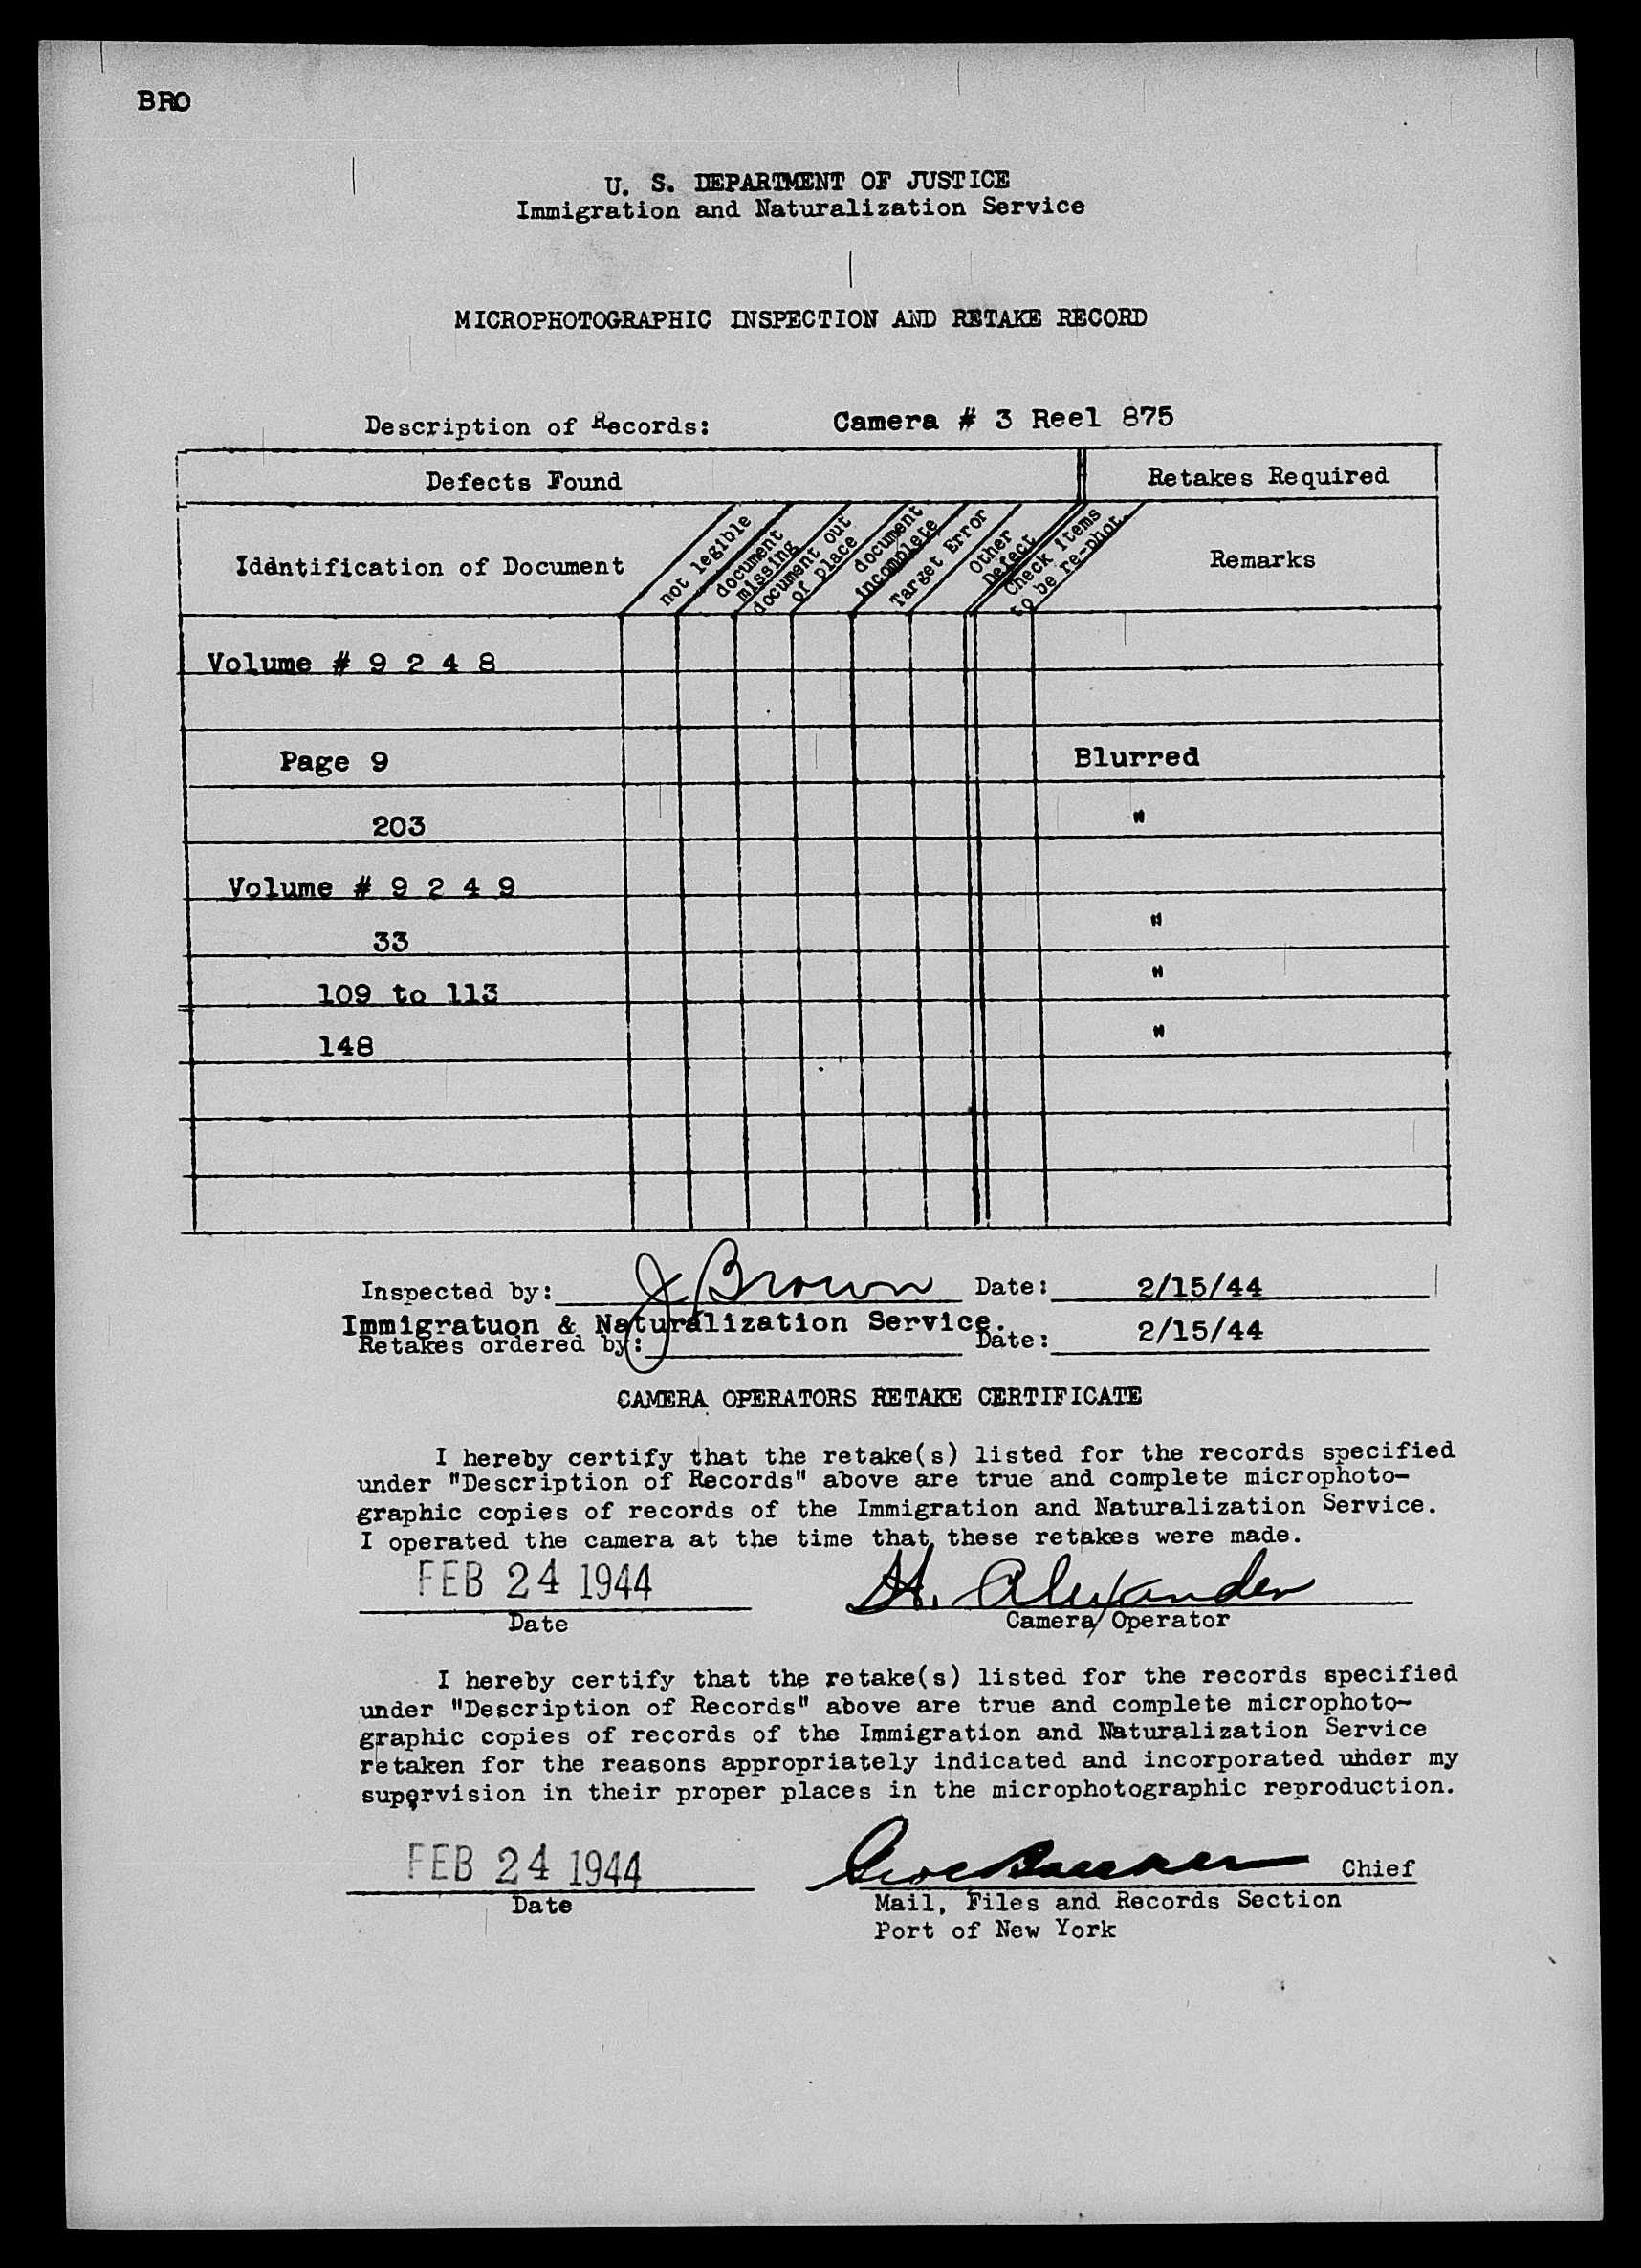 BRO
U. S. DEPARTMENT OF JUSTICE
Immigration and Naturalization Service
MICROPHOTOGRAPHIC INSPECTION AND RETAKE RECORD
Description of Records: Camera # 3 Reel 875
Defects Found Retakes Required
Identification of Document
not legible
document
missing
document out
of place
document
incomplete
Target Error
Other
Defect
Check items
to be re-phot.
Remarks
Volume # 9 2 4 8
Page 9 Blurred
203 "
Volume # 9 2 4 9
33 "
109 to 113 "
148 "
Inspected by: J Brown Date: 2/15/44
Immigratuon & Naturalization Service.
Retakes ordered by: Date: 2/15/44
CAMERA OPERATORS RETAKE CERTIFICATE
I hereby certify that the retake(s) listed for the records specified
under "Description of Records" above are true and complete microphoto-
graphic copies of records of the Immigration and Naturalization Service.
I operated the camera at the time that these retakes were made.
FEB 24 1944 H. Alexander
Date Camera Operator
I hereby certify that the retake(s) listed for the records specified
under "Description of Records" above are true and complete microphoto-
graphic copies of records of the Immigration and Naturalization Service
retaken for the reasons appropriately indicated and incorporated uhder my
supervision in their proper places in the microphotographic reproduction.
FEB 24 1944 Chief
Date Mail, Files and Records Section
Port of New York